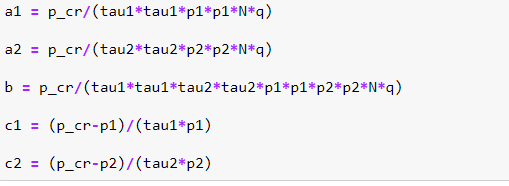 a1 = p_cr/(tau1*tau1*p1*p1*N*q)
a2 = p_cr/(tau2*tau2*p2*p2*N*q)
b = p_cr/(tau1*tau1*tau2*tau2*p1*p1*p2*p2*N*q)
c1 = (p_cr-p1)/(tau1*p1)
c2 = (p_cr-p2)/(tau2*p2)